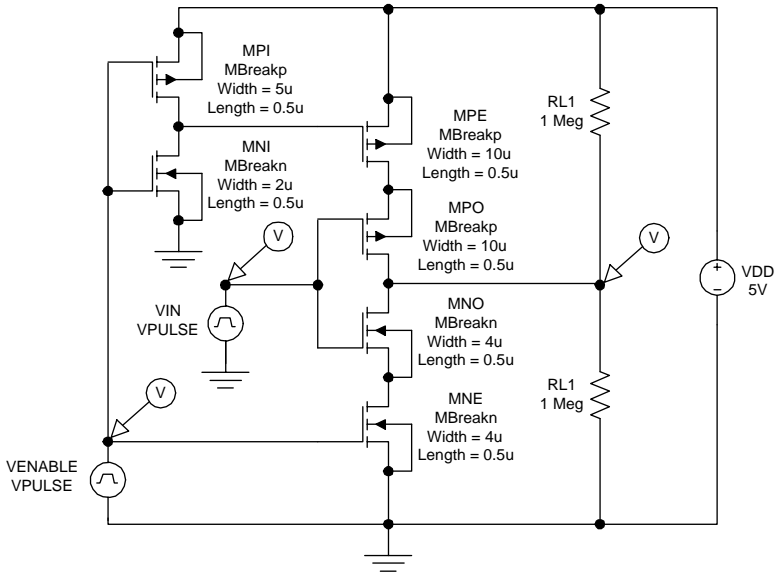 MPI
MBreakp
Width = 5u
Length = 0.5u
MPE
MBreakp
Width = 10u
Length = 0.5u
RL1
1 Meg
MNI
MBreakn
Width = 2u
Length = 0.5u
MPO
MBreakp
Width = 10u
Length = 0.5u
V
V
VDD
5V
+
−
VIN
VPULSE
MNO
MBreakn
Width = 4u
Length = 0.5u
V
RL1
1 Meg
MNE
MBreakn
Width = 4u
Length = 0.5u
VENABLE
VPULSE